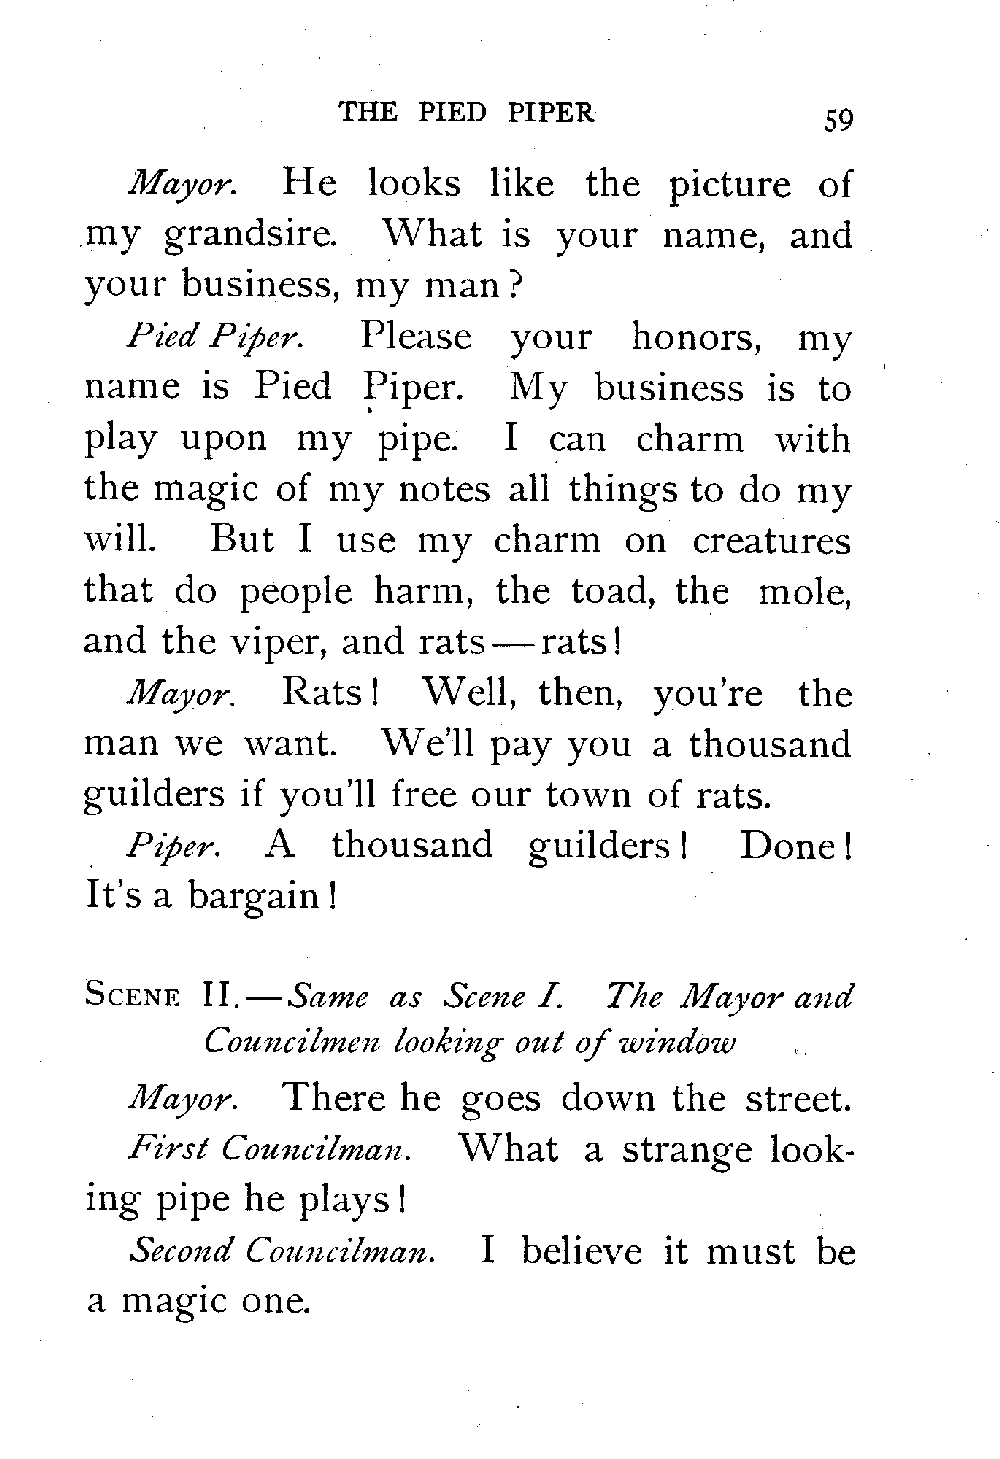 THE PIED PIPER 59
Mayor. He looks like the picture of
my grandsire. What is your name, and
your business, my man?
Pied Piper. Please your honors, my
name is Pied Piper. My business is to
play upon my pipe. I can charm with
the magic of my notes all things to do my
will. But I use my charm on creatures
that do people harm, the toad, the mole,
and the viper, and rats—rats!
Mayor. Rats! Well, then, you're the
man we want. We'll pay you a thousand
guilders if you'll free our town of rats.
Piper. A thousand guilders! Done!
It's a bargain!
SCENE II.—Same as Scene I. The Mayor and
Councilmen looking out of window
Mayor. There he goes down the street.
First Councilman. What a strange look-
ing pipe he plays!
Second Councilman. I believe it must be
a magic one.